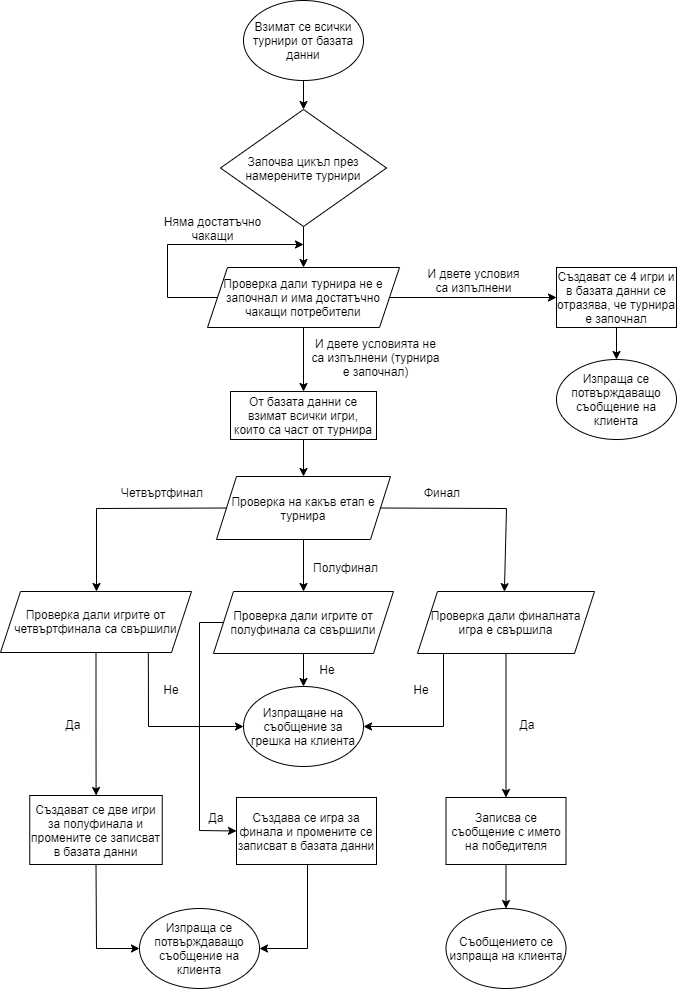 Взимат се всички
турнири от базата
данни
Започва цикъл през
намерените турнири
Няма достатъчно
чакащи
Проверка дали турнира не е
започнал и има достатъчно
чакащи потребители
И двете условия
са изпълнени
Създават се 4 игри и
в базата данни се
отразява, че турнира
е започнал
Изпраща се
потвърждаващо
съобщение на
клиента
И двете условията не
са изпълнени (турнира
е започнал)
От базата данни се
взимат всички игри,
които са част от турнира
Проверка на какъв етап е
турнира
Четвъртфинал
Полуфинал
Финал
Проверка дали игрите от
четвъртфинала са свършили
Проверка дали игрите от
полуфинала са свършили
Проверка дали финалната
игра е свършила
Не
Не
Не
Изпращане на
съобщение за
грешка на клиента
Да
Да
Да
Създават се две игри
за полуфинала и
промените се записват
в базата данни
Създава се игра за
финала и промените се
записват в базата данни
Записва се
съобщение с името
на победителя
Изпраща се
потвърждаващо
съобщение на
клиента
Съобщението се
изпраща на клиента